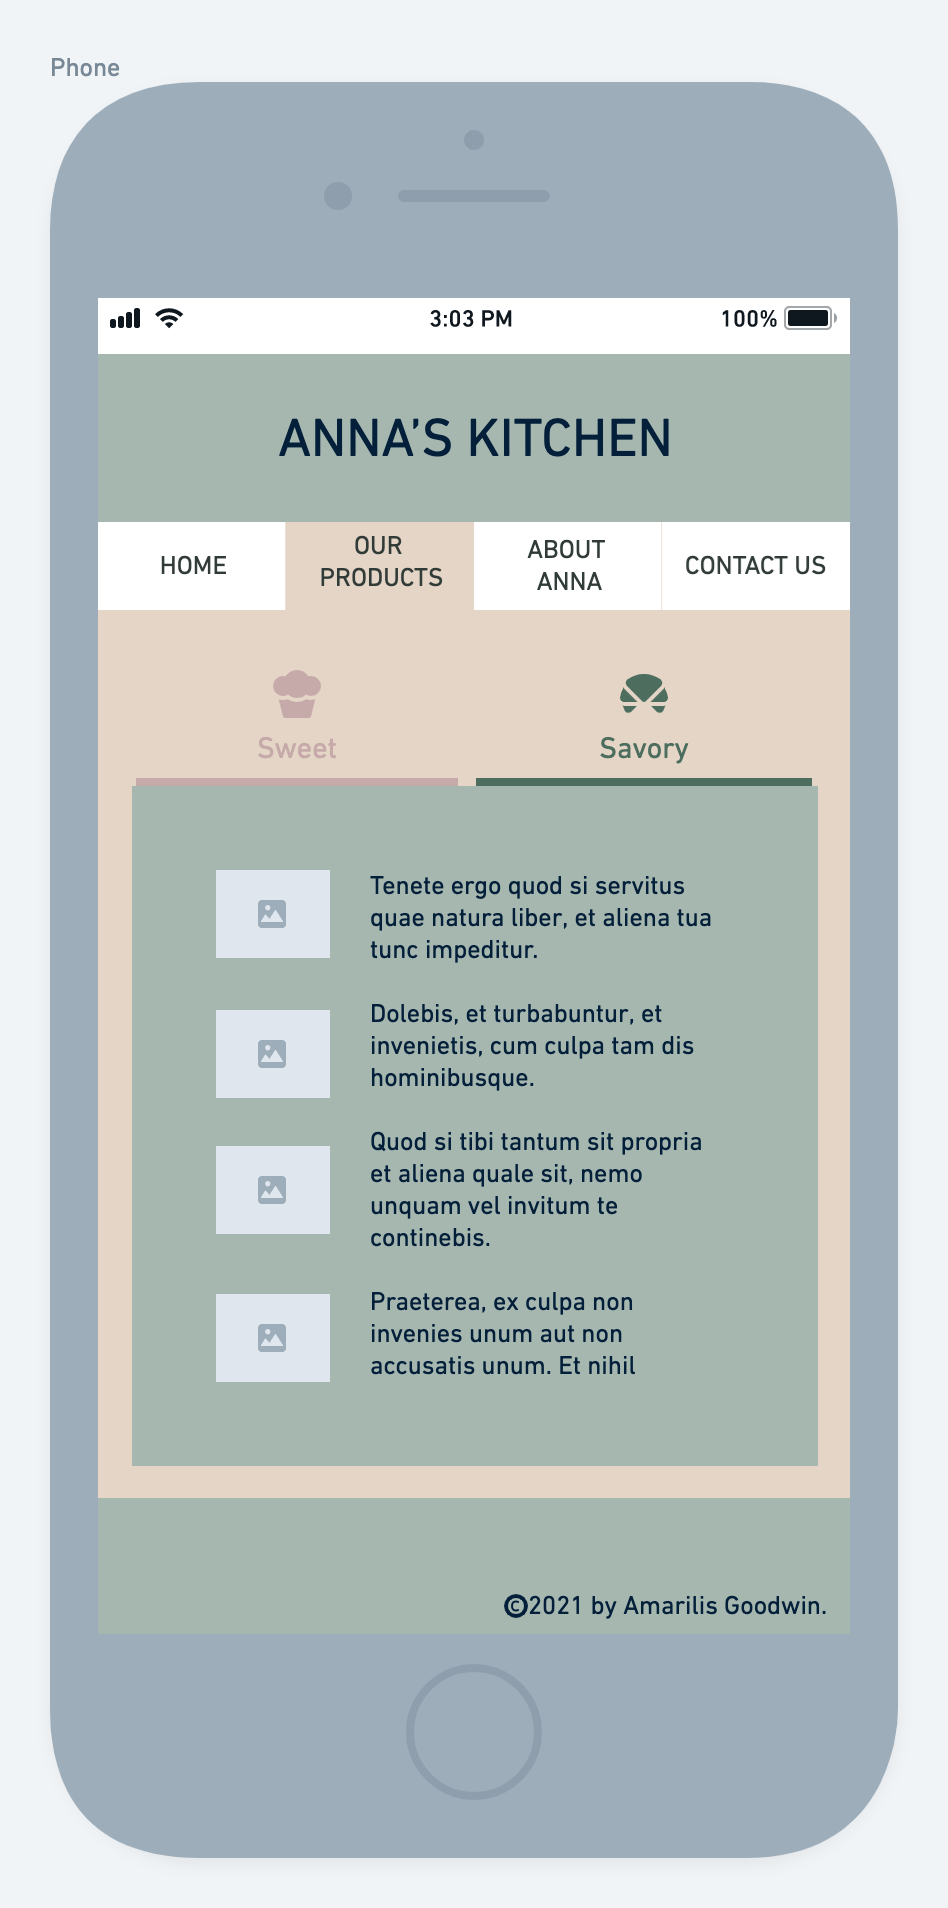 Phone
3:03 PM
100%
ANNA’S KITCHEN
HOME
OUR
PRODUCTS
ABOUT
ANNA
CONTACT US
Sweet
Savory
Tenete ergo quod si servitus
quae natura liber, et aliena tua
tunc impeditur.
Dolebis, et turbabuntur, et
invenietis, cum culpa tam dis
hominibusque.
Quod si tibi tantum sit propria
et aliena quale sit, nemo
unquam vel invitum te
continebis.
Praeterea, ex culpa non
invenies unum aut non
accusatis unum. Et nihil
©2021 by Amarilis Goodwin.